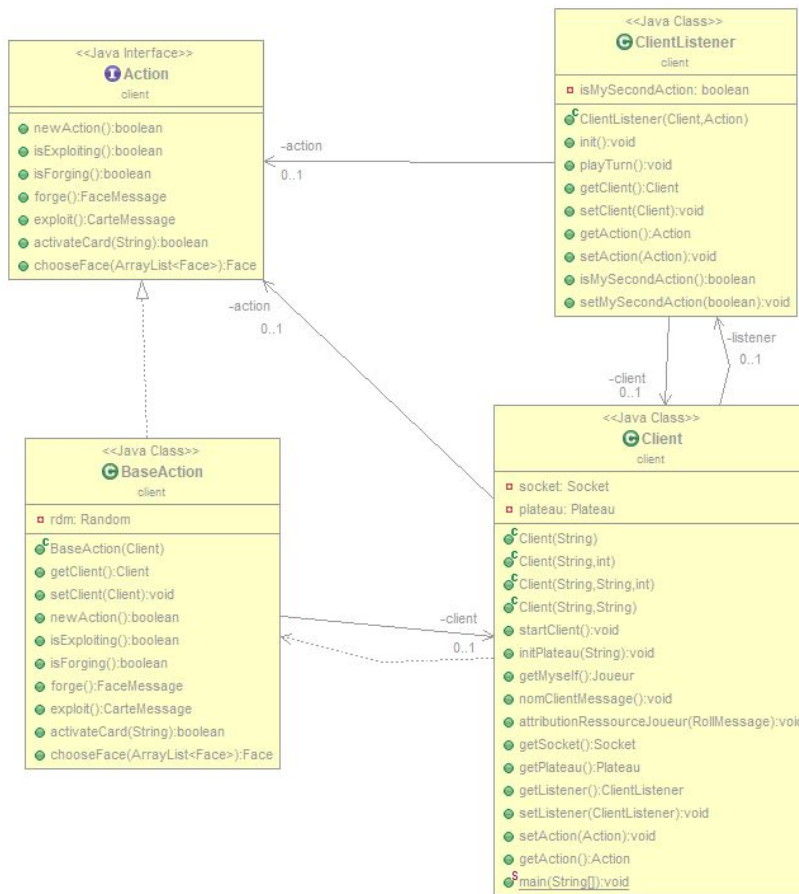 <<Java Interface>>
Action
client
newAction():boolean
isExploiting():boolean
isForging():boolean
forge():FaceMessage
exploit():CarteMessage
activateCard(String):boolean
chooseFace(ArrayList<Face>):Face
<<Java Class>>
ClientListener
client
isMySecondAction: boolean
ClientListener(Client,Action)
init():void
playTurn():void
getClient():Client
setClient(Client):void
getAction():Action
setAction(Action):void
isMySecondAction():boolean
setMySecondAction(boolean):void
-action
0..1
-action
0..1
-listener
0..1
-client
0..1
<<Java Class>>
BaseAction
client
rdm: Random
BaseAction(Client)
getClient():Client
setClient(Client):void
newAction():boolean
isExploiting():boolean
isForging():boolean
forge():FaceMessage
exploit():CarteMessage
activateCard(String):boolean
chooseFace(ArrayList<Face>):Face
-client
0..1
<<Java Class>>
Client
client
socket: Socket
plateau: Plateau
Client(String)
Client(String,int)
Client(String,String,int)
Client(String,String)
startClient():void
initPlateau(String):void
getMyself():Joueur
nomClientMessage():void
attributionRessourceJoueur(RollMessage):void
getSocket():Socket
getPlateau():Plateau
getListener():ClientListener
setListener(ClientListener):void
setAction(Action):void
getAction():Action
main(String[]):void